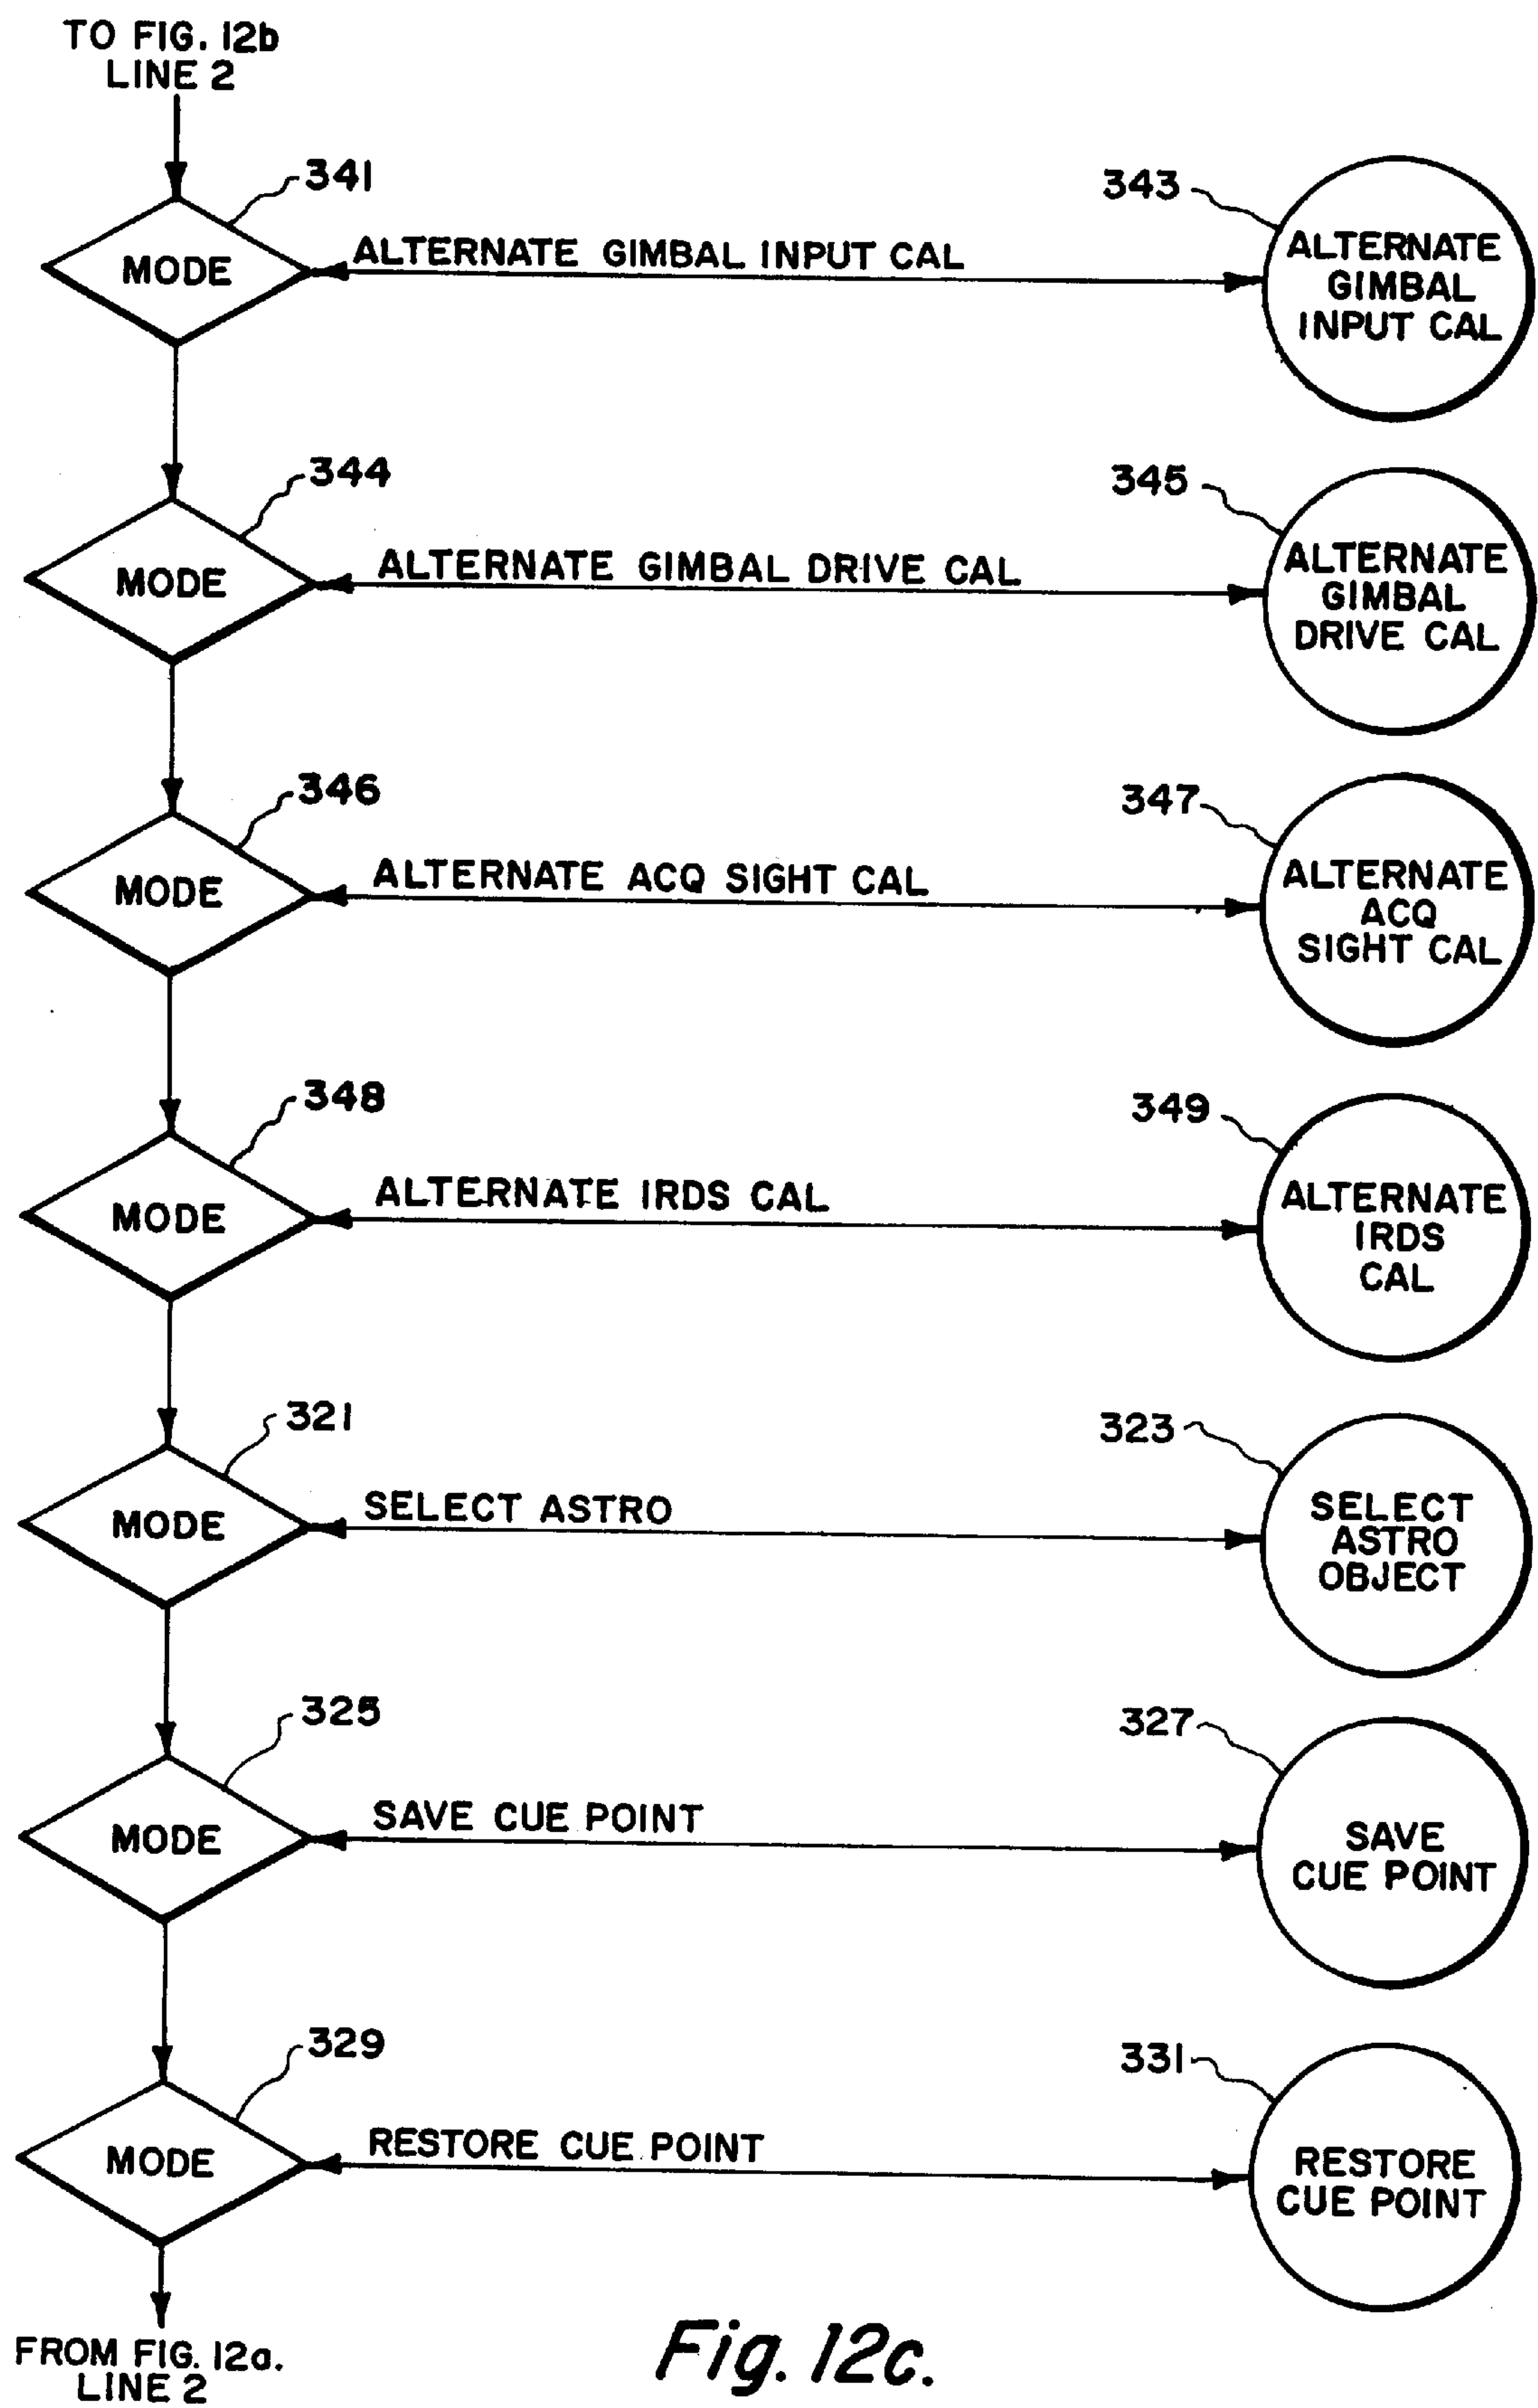 TO FIG. 12b
LINE 2
341
MODE
ALTERNATE GIMBAL INPUT CAL
343
ALTERNATE
GIMBAL
INPUT CAL
344
MODE
ALTERNATE GIMBAL DRIVE CAL
345
ALTERNATE
GIMBAL
DRIVE CAL
346
MODE
ALTERNATE ACQ SIGHT CAL
347
ALTERNATE
ACQ
SIGHT CAL
348
MODE
ALTERNATE IRDS CAL
349
ALTERNATE
IRDS
CAL
321
MODE
SELECT ASTRO
323
SELECT
ASTRO
OBJECT
325
MODE
SAVE CUE POINT
327
SAVE
CUE POINT
329
MODE
RESTORE CUE POINT
331
RESTORE
CUE POINT
FROM FIG. 12a.
LINE 2
Fig. 12c.